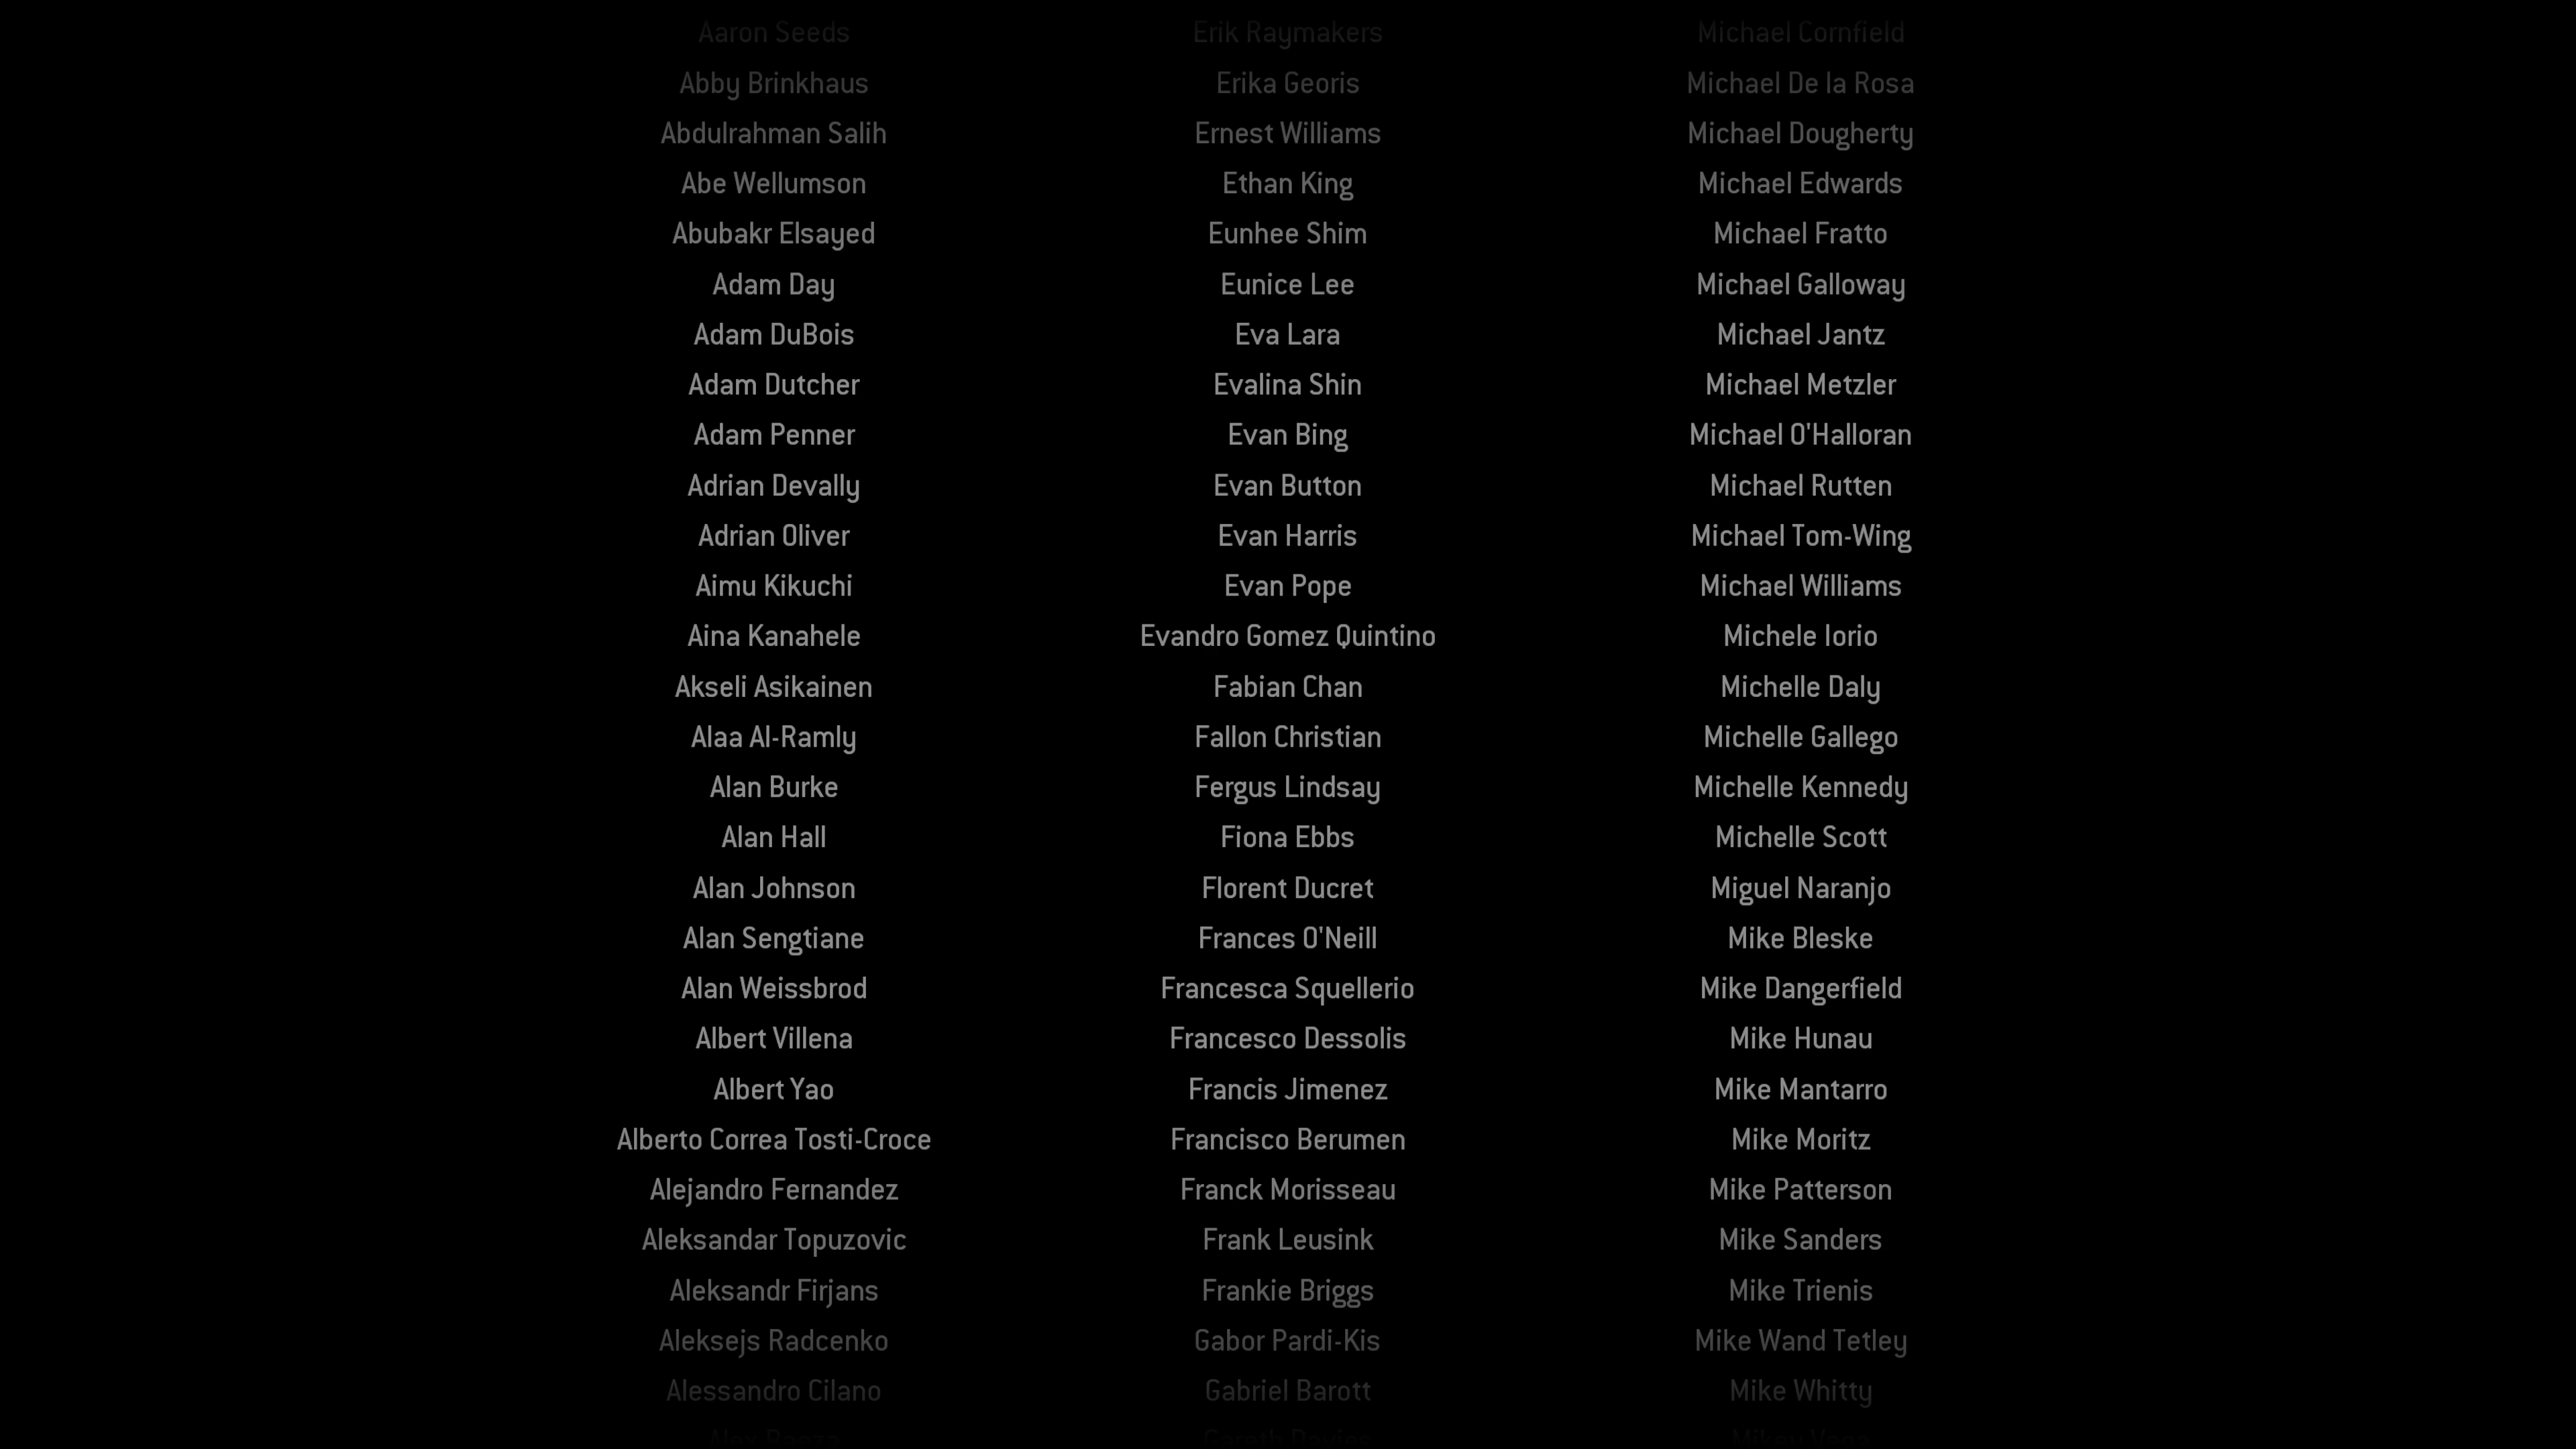 Aaron Seeds
Abby Brinkhaus
Abdulrahman Salih
Abe Wellumson
Abubakr Elsayed
Adam Day
Adam DuBois
Adam Dutcher
Adam Penner
Adrian Devally
Adrian Oliver
Aimu Kikuchi
Aina Kanahele
Akseli Asikainen
Alaa Al-Ramly
Alan Burke
Alan Hall
Alan Johnson
Alan Sengtiane
Alan Weissbrod
Albert Villena
Albert Yao
Alberto Correa Tosti-Croce
Alejandro Fernandez
Aleksandar Topuzovic
Aleksandr Firjans
Aleksejs Radcenko
Alessandro Cilano
Alex
Erik Raymakers
Erika Georis
Ernest Williams
Ethan King
Eunhee Shim
Eunice Lee
Eva Lara
Evalina Shin
Evan Bing
Evan Button
Evan Harris
Evan Pope
Evandro Gomez Quintino
Fabian Chan
Fallon Christian
Fergus Lindsay
Fiona Ebbs
Florent Ducret
Frances O'Neill
Francesca Squellerio
Francesco Dessolis
Francis Jimenez
Francisco Berumen
Franck Morisseau
Frank Leusink
Frankie Briggs
Gabor Pardi-Kis
Gabriel Barott
Gareth Davies
Michael Cornfield
Michael De la Rosa
Michael Dougherty
Michael Edwards
Michael Fratto
Michael Galloway
Michael Jantz
Michael Metzler
Michael O'Halloran
Michael Rutten
Michael Tom-Wing
Michael Williams
Michele Iorio
Michelle Daly
Michelle Gallego
Michelle Kennedy
Michelle Scott
Miguel Naranjo
Mike Bleske
Mike Dangerfield
Mike Hunau
Mike Mantarro
Mike Moritz
Mike Patterson
Mike Sanders
Mike Trienis
Mike Wand Tetley
Mike Whitty